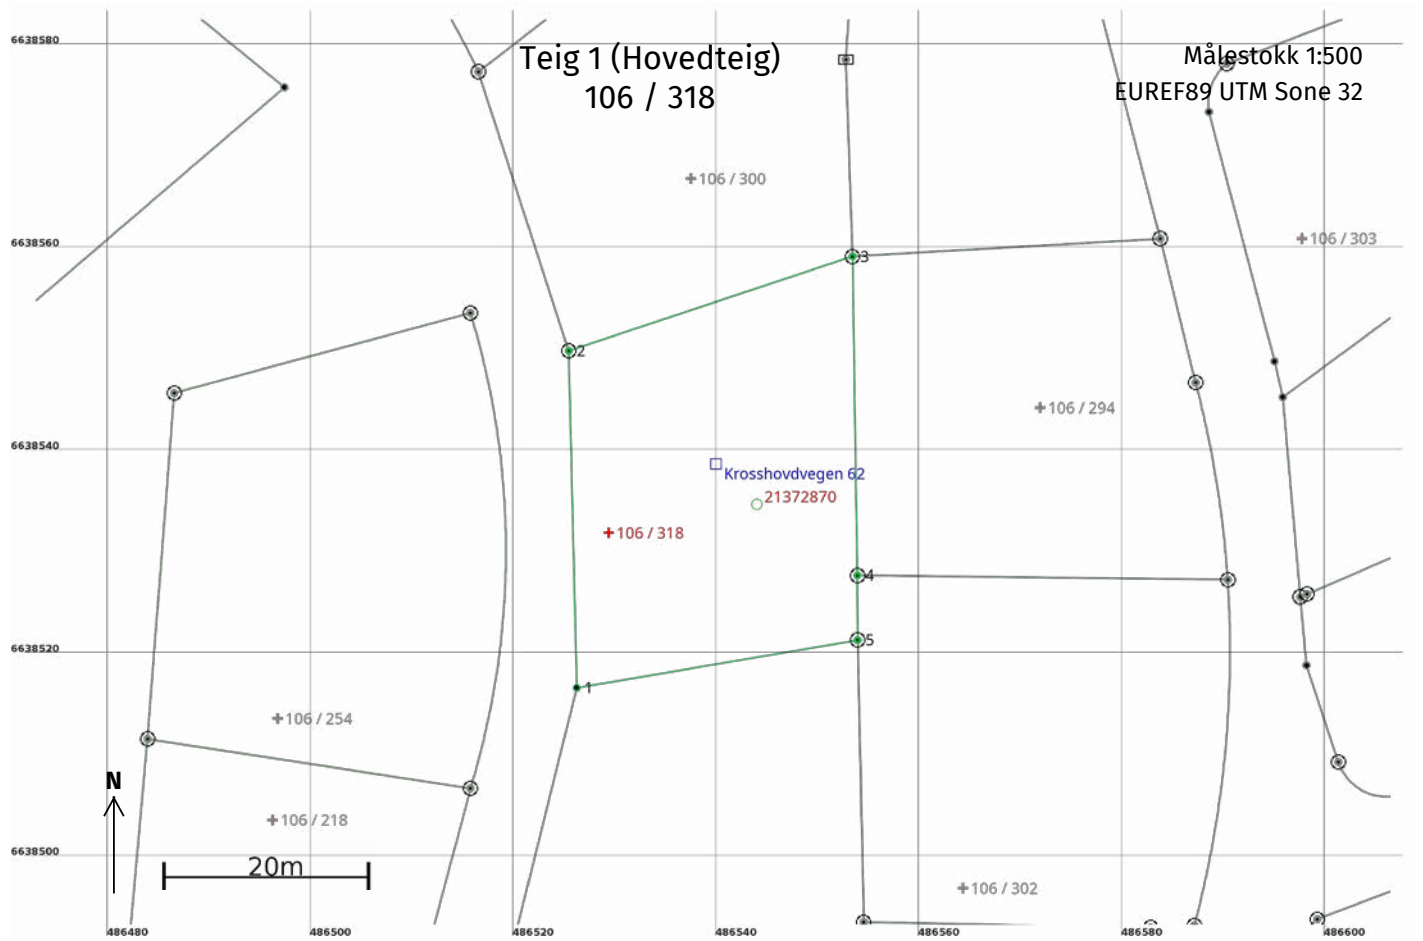 Teig 1 (Hovedteig)
106 / 318
Målestokk 1:500
EUREF89 UTM Sone 32
6638580
106 / 300
106 / 303
6638560
3
2
106 / 294
6638540
Krosshovdvegen 62
21372870
106 / 318
4
5
6638520
1
106 / 254
N
106 / 218
6638500
20m
106 / 302
486480
486500
486520
486540
486560
486580
486600